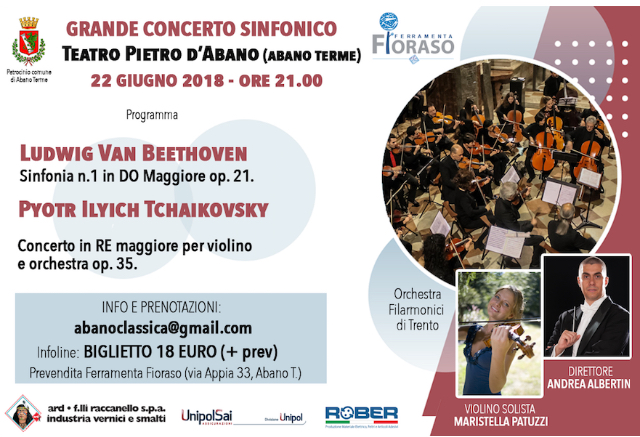 GRANDE CONCERTO SINFONICO
TEATRO PIETRO D'ABANO (ABANO TERME)
22 GIUGNO 2018 - ORE 21.00
Patrocinio comune
di Abano Terme
FERRAMENTA
FIORASO
Programma
LUDWIG VAN BEETHOVEN
Sinfonia n.1 in DO Maggiore op. 21.
PYOTR ILYICH TCHAIKOVSKY
Concerto in RE maggiore per violino
e orchestra op. 35.
INFO E PRENOTAZIONI:
abanoclassica@gmail.com
Infoline: BIGLIETTO 18 EURO (+ prev)
Prevendita Ferramenta Fioraso (via Appia 33, Abano T.)
Orchestra
Filarmonici
di Trento
DIRETTORE
ANDREA ALBERTIN
VIOLINO SOLISTA
MARISTELLA PATUZZI
ard • f.lli raccanello s.p.a.
industria vernici e smalti
UnipolSai
ASSICURAZIONI
Divisione Unipol
ROBER